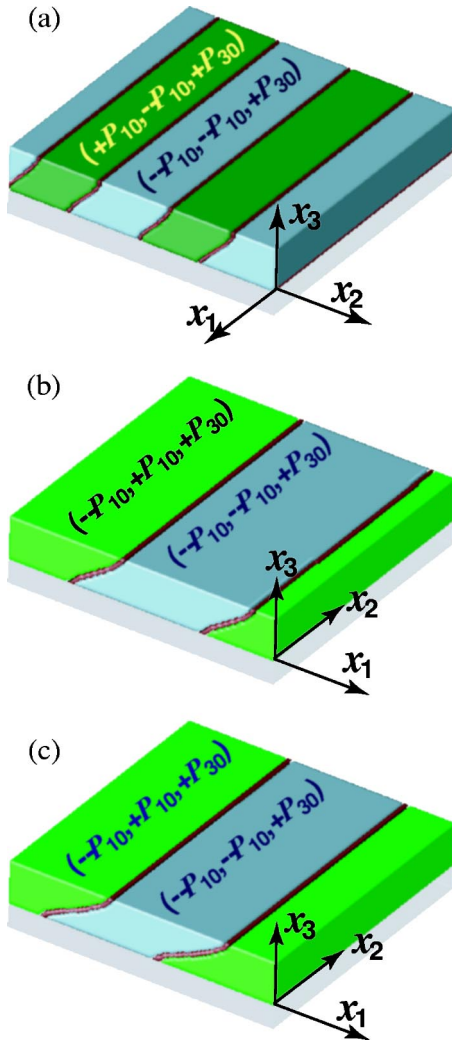 (a)
(+P10,-P10,+P30)
(-P10,-P10,+P30)
x3
x2
x1
(b)
(-P10,+P10,+P30)
(-P10,-P10,+P30)
x3
x2
x1
(c)
(-P10,+P10,+P30)
(-P10,-P10,+P30)
x3
x2
x1